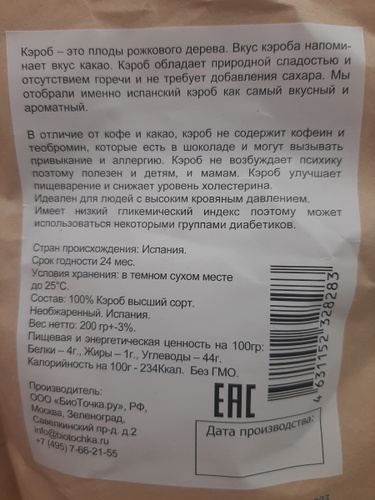 Кэроб – это плоды рожкового дерева. Вкус кэроба напоми-
нает вкус какао. Кэроб обладает природной сладостью и
отсутствием горечи и не требует добавления сахара. Мы
отобрали именно испанский кэроб как самый вкусный и
ароматный.
В отличие от кофе и какао, кэроб не содержит кофеин и
теобромин, которые есть в шоколаде и могут вызывать
привыкание и аллергию. Кэроб не возбуждает психику
поэтому полезен и детям, и мамам. Кэроб улучшает
пищеварение и снижает уровень холестерина.
Идеален для людей с высоким кровяным давлением.
Имеет низкий гликемический индекс поэтому может
использоваться некоторыми группами диабетиков.
Стран происхождения: Испания.
Срок годности 24 мес.
Условия хранения: в темном сухом месте
до 25°С.
Состав: 100% Кэроб высший сорт.
Необжаренный. Испания.
Вес нетто: 200 гр+-3%.
Пищевая и энергетическая ценность на 100гр:
Белки – 4г., Жиры – 1г., Углеводы – 44г.
Калорийность на 100г - 234Ккал. Без ГМО.
Производитель:
ООО «БиоТочка.ру», РФ,
Москва, Зеленоград,
Савелкинский пр-д. д.2
info@biotochka.ru
+7 (495) 7-66-21-55
4631152328283
EAC
Дата производства: